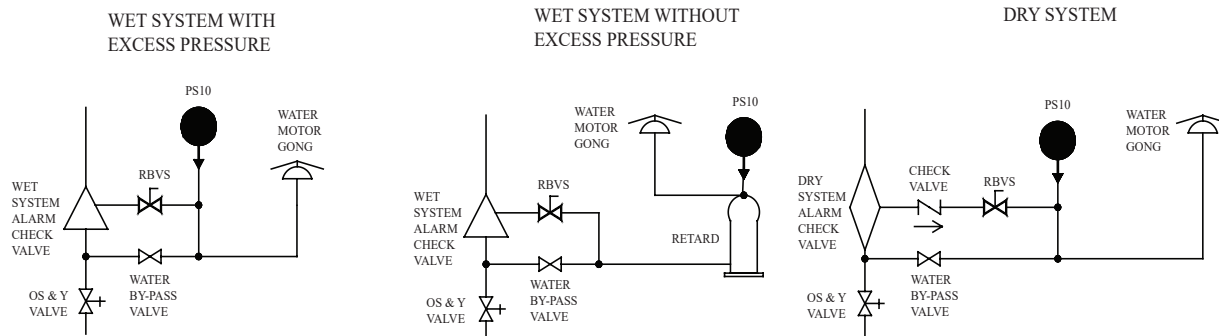 WET SYSTEM WITH
EXCESS PRESSURE
PS10
WATER
MOTOR
GONG
RBVS
WET
SYSTEM
ALARM
CHECK
VALVE
WATER
BY-PASS
VALVE
OS & Y
VALVE
WET SYSTEM WITHOUT
EXCESS PRESSURE
WATER
MOTOR
GONG
PS10
RBVS
WET
SYSTEM
ALARM
CHECK
VALVE
RETARD
WATER
BY-PASS
VALVE
OS & Y
VALVE
DRY SYSTEM
PS10
WATER
MOTOR
GONG
CHECK
VALVE
RBVS
DRY
SYSTEM
ALARM
CHECK
VALVE
WATER
BY-PASS
VALVE
OS & Y
VALVE